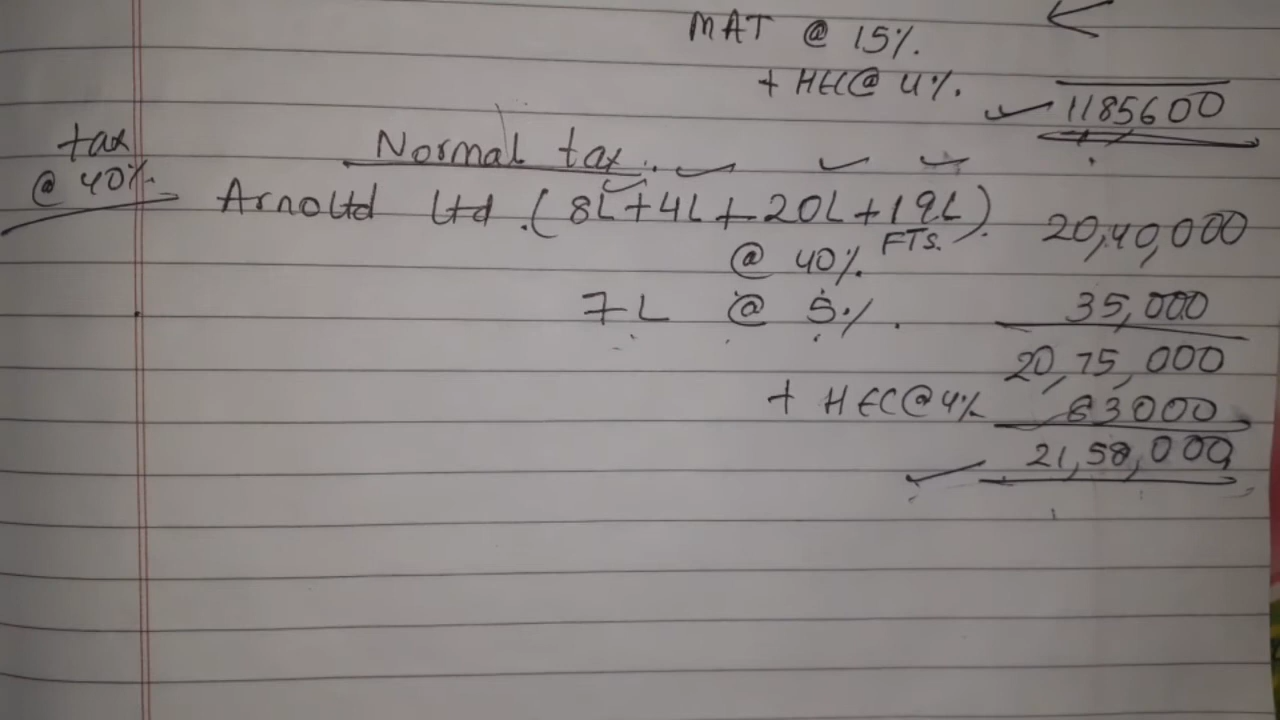 MAT @ 15%.
+ HEC@ 4%. 1185600
tax
@ 40%.
Normal tax.
Arnoltd Ltd. (8L+4L+20L+19L). 20,40,000
@ 40%. FTS.
7L @ 5%. 35,000
20,75,000
+ HEC@4% 83000
21,58,000